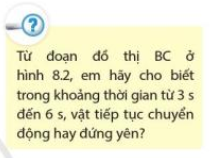 ?
Từ đoạn đồ thị BC ở
hình 8.2, em hãy cho biết
trong khoảng thời gian từ 3 s
đến 6 s, vật tiếp tục chuyển
động hay đứng yên?